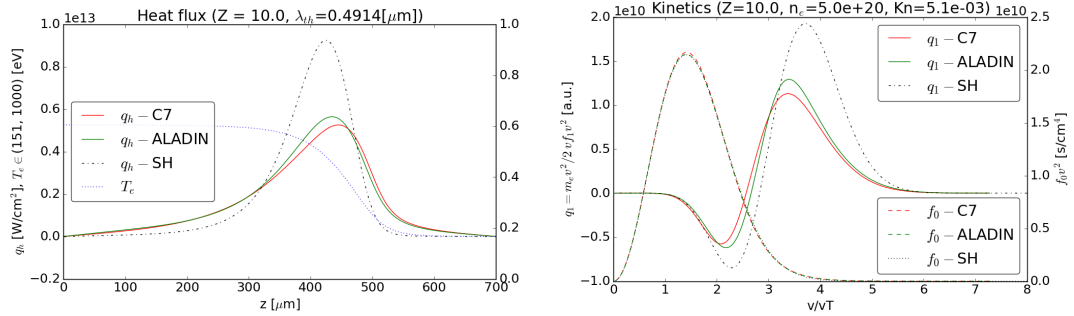 Heat flux (Z = 10.0, λ_th=0.4914[μm])
1e13
1.0
0.8
0.6
0.4
0.2
0.0
−0.2
q_h [W/cm²], T_e ∈ (151, 1000) [eV]
q_h − C7
q_h − ALADIN
q_h − SH
T_e
1.0
0.8
0.6
0.4
0.2
0.0
0
100
200
300
400
500
600
700
z [μm]
Kinetics (Z=10.0, n_e=5.0e+20, Kn=5.1e-03)
1e10
2.0
1.5
1.0
0.5
0.0
−0.5
−1.0
q_1 = m_e v²/2 v f_1 v² [a.u.]
q_1 − C7
q_1 − ALADIN
q_1 − SH
f_0 − C7
f_0 − ALADIN
f_0 − SH
1e10
2.5
2.0
1.5
1.0
0.5
0.0
f_0 v² [s/cm⁴]
0
1
2
3
4
5
6
7
8
v/vT